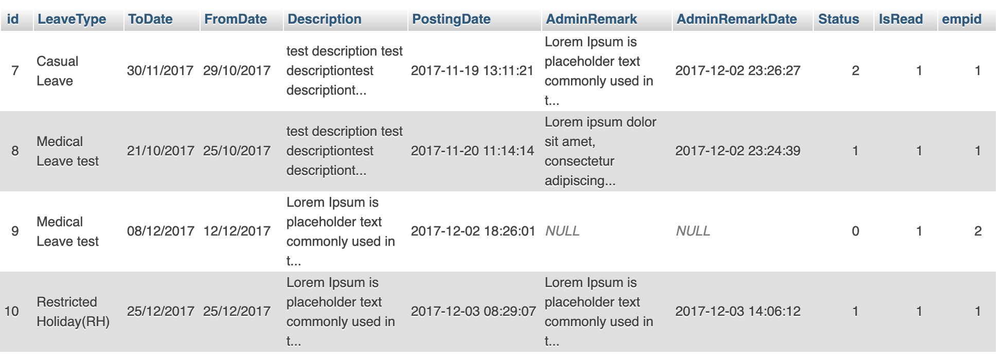 id LeaveType ToDate FromDate Description PostingDate AdminRemark AdminRemarkDate Status IsRead empid
7 Casual Leave 30/11/2017 29/10/2017 test description test descriptiontest descriptiont... 2017-11-19 13:11:21 Lorem Ipsum is placeholder text commonly used in t... 2017-12-02 23:26:27 2 1 1
8 Medical Leave test 21/10/2017 25/10/2017 test description test descriptiontest descriptiont... 2017-11-20 11:14:14 Lorem ipsum dolor sit amet, consectetur adipiscing... 2017-12-02 23:24:39 1 1 1
9 Medical Leave test 08/12/2017 12/12/2017 Lorem Ipsum is placeholder text commonly used in t... 2017-12-02 18:26:01 NULL NULL 0 1 2
10 Restricted Holiday(RH) 25/12/2017 25/12/2017 Lorem Ipsum is placeholder text commonly used in t... 2017-12-03 08:29:07 Lorem Ipsum is placeholder text commonly used in t... 2017-12-03 14:06:12 1 1 1